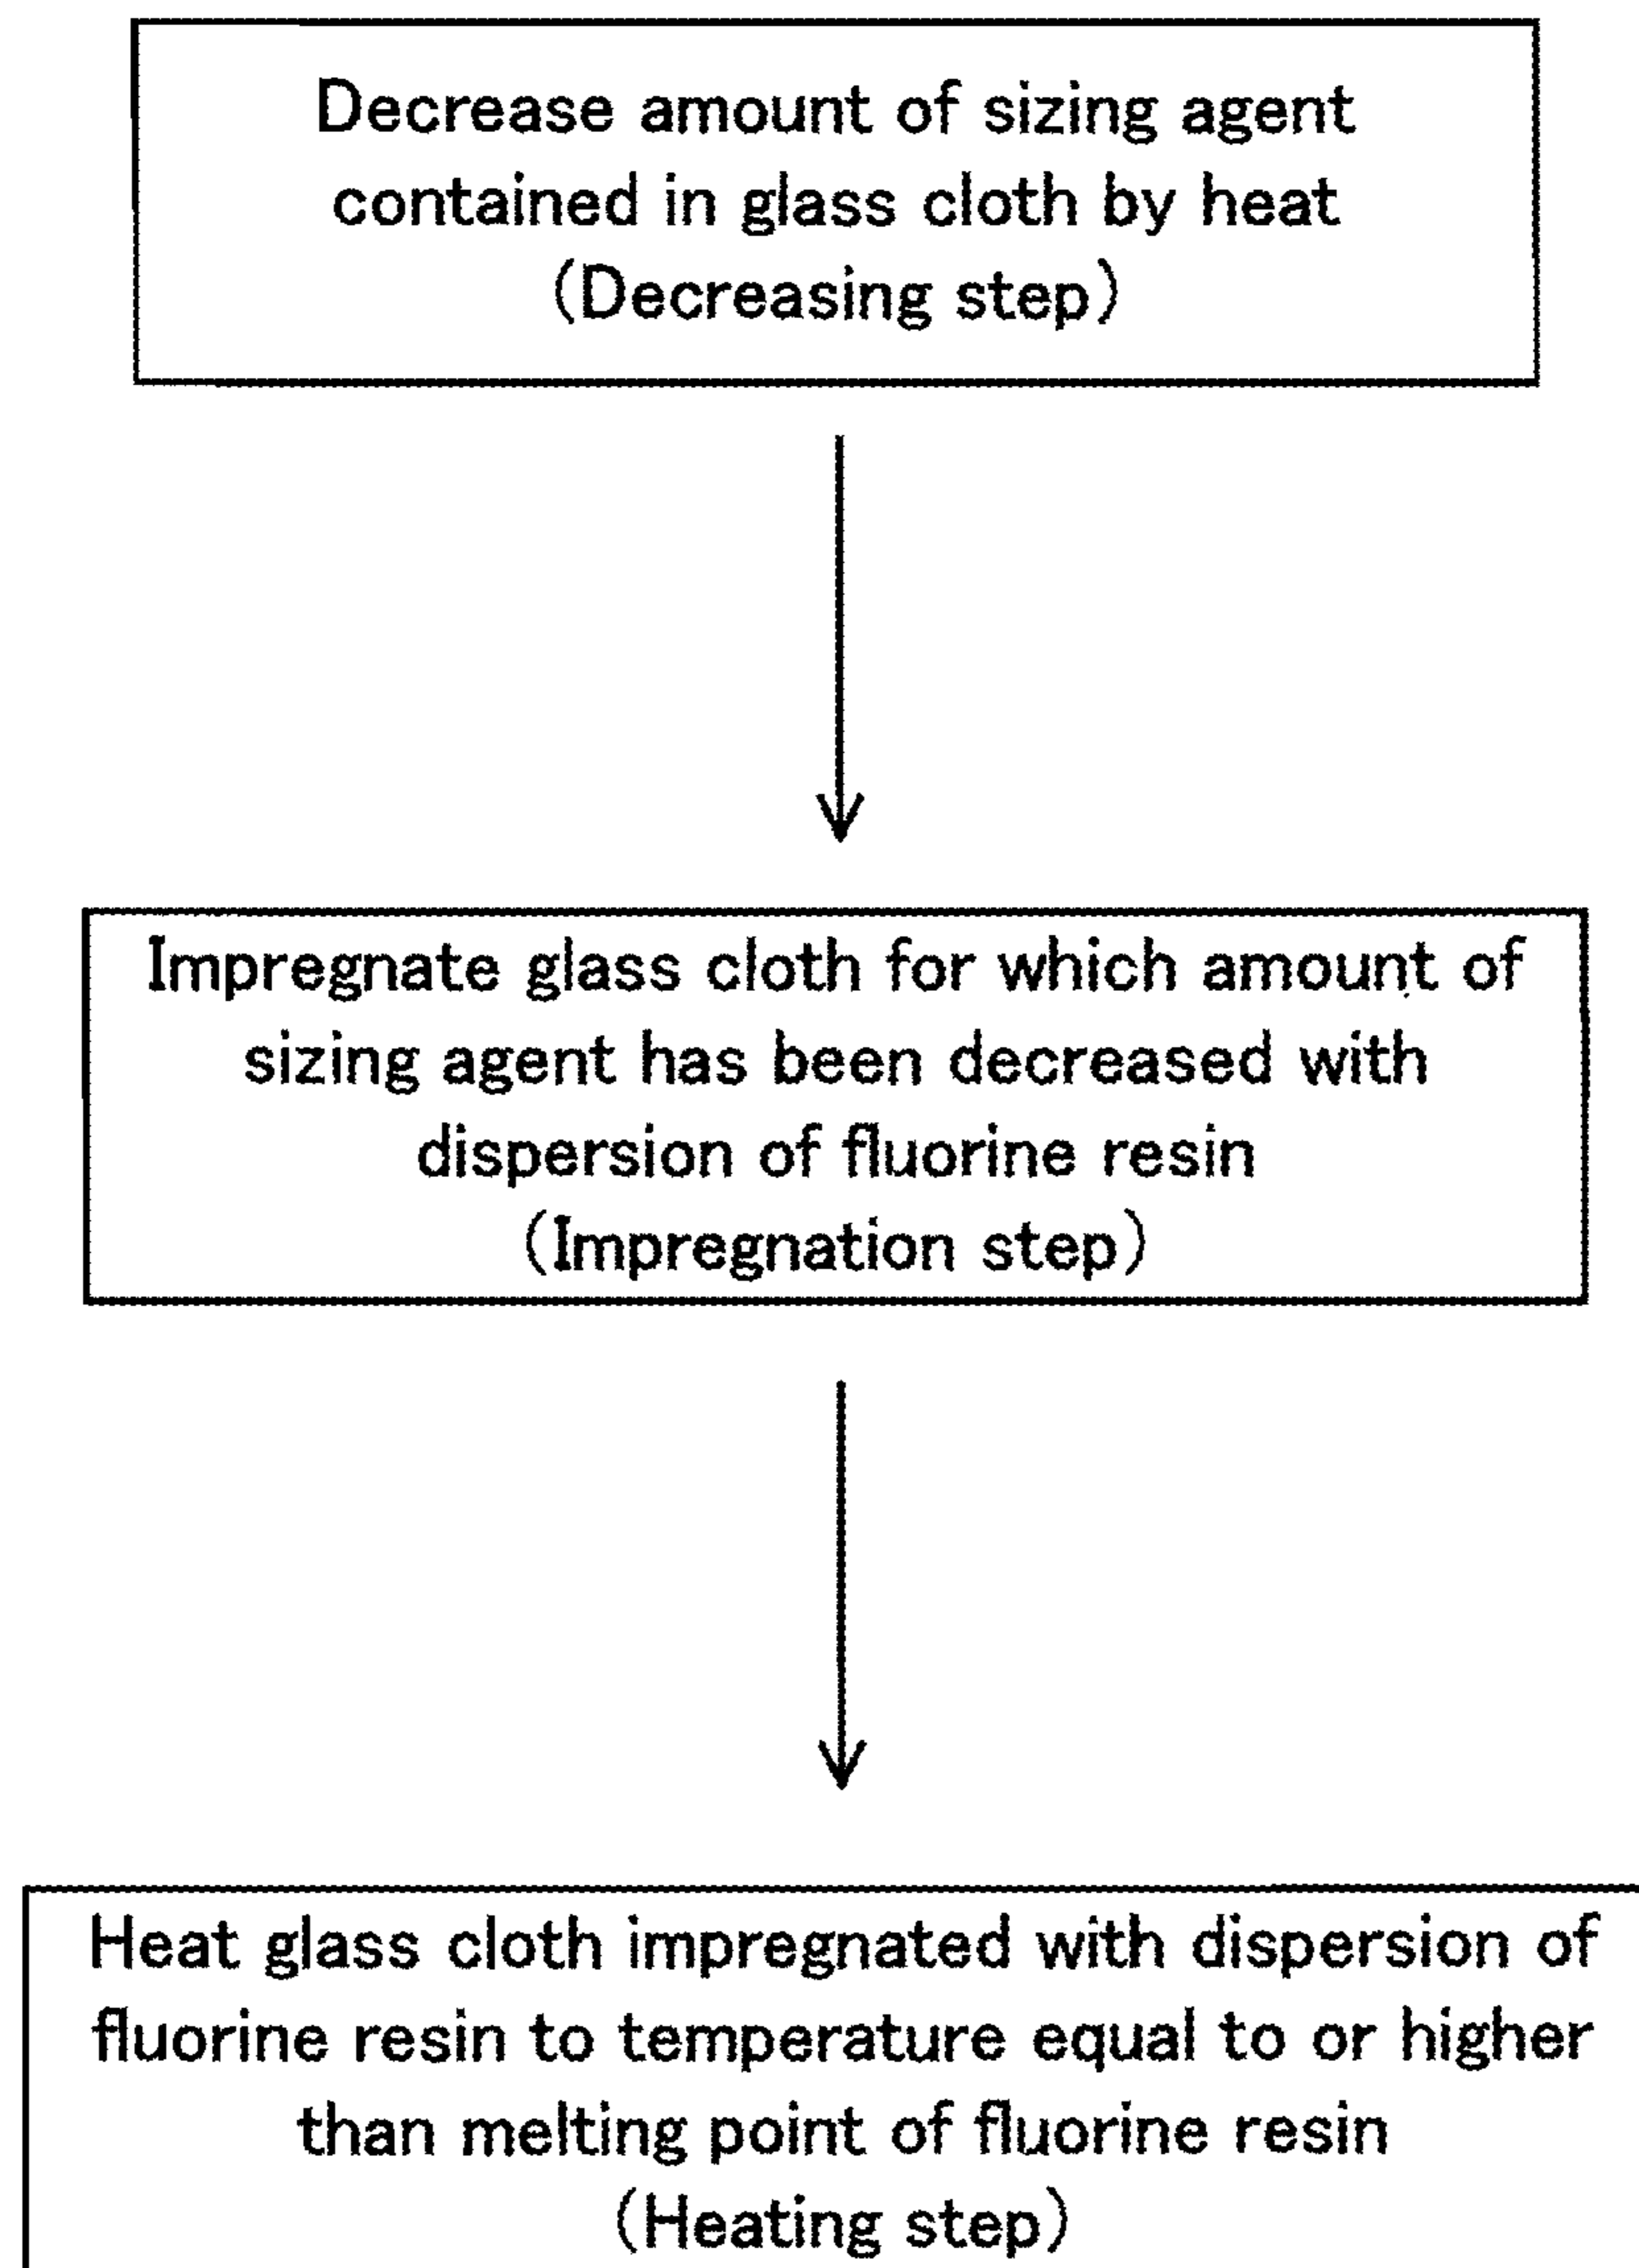 Decrease amount of sizing agent
contained in glass cloth by heat
(Decreasing step)
Impregnate glass cloth for which amount of
sizing agent has been decreased with
dispersion of fluorine resin
(Impregnation step)
Heat glass cloth impregnated with dispersion of
fluorine resin to temperature equal to or higher
than melting point of fluorine resin
(Heating step)